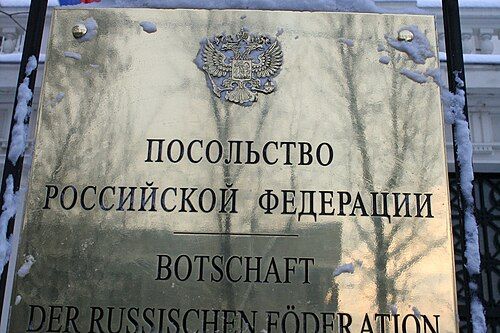 ПОСОЛЬСТВО
РОССИЙСКОЙ ФЕДЕРАЦИИ
BOTSCHAFT
DER RUSSISCHEN FÖDERATION